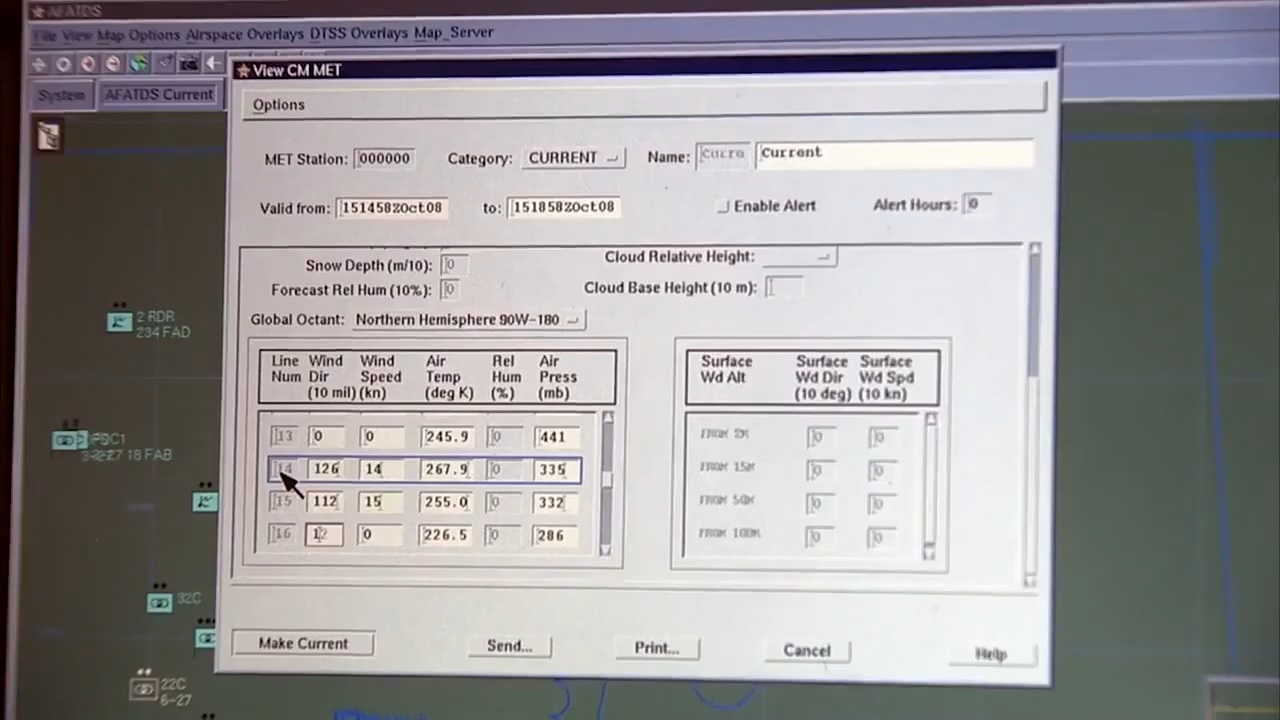 AFATDS
File View Map Options Airspace Overlays DTSS Overlays Map_Server
System AFATDS Current
View CM MET
Options
MET Station: 000000 Category: CURRENT Name: Curre Current
Valid from: 151458ZOct08 to: 151858ZOct08 Enable Alert Alert Hours: 0
Snow Depth (m/10): 0 Cloud Relative Height:
Forecast Rel Hum (10%): 0 Cloud Base Height (10 m):
Global Octant: Northern Hemisphere 90W-180
Line Wind Wind Air Rel Air Surface Surface Surface
Num Dir Speed Temp Hum Press Wd Alt Wd Dir Wd Spd
(10 mil) (kn) (deg K) (%) (mb) (10 deg) (10 kn)
13 0 0 245.9 0 441 FROM 2M 0 0
14 126 14 267.9 0 335 FROM 15M 0 0
15 112 15 255.0 0 332 FROM 50M 0 0
16 12 0 226.5 0 286 FROM 100M 0 0
Make Current Send... Print... Cancel Help
2 RDR
234 FAD
18 FAB
32C
22C
6-27